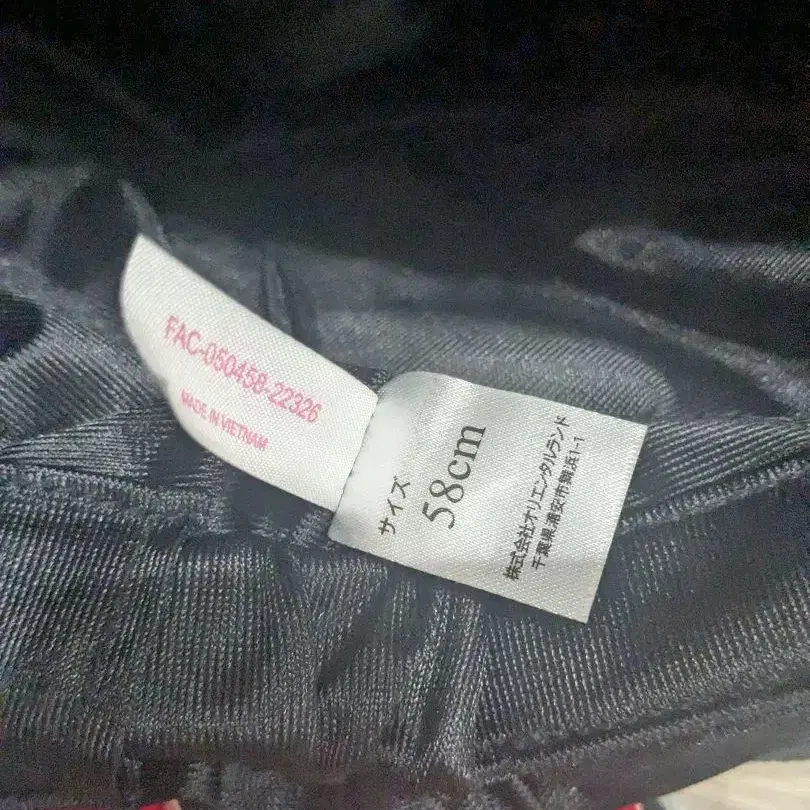 FAC-050458-22326
MADE IN VIETNAM
サイズ
58cm
株式会社オリエンタルランド
千葉県浦安市舞浜1-1